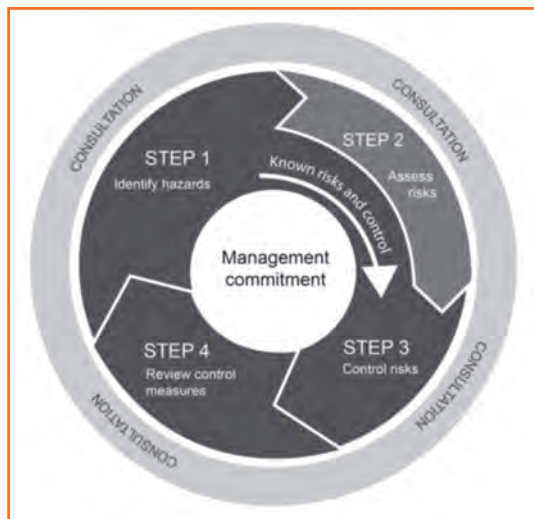 CONSULTATION
CONSULTATION
STEP 1
Identify hazards
STEP 2
Assess
risks
Known risks and control
Management
commitment
STEP 4
Review control
measures
STEP 3
Control risks
CONSULTATION
CONSULTATION